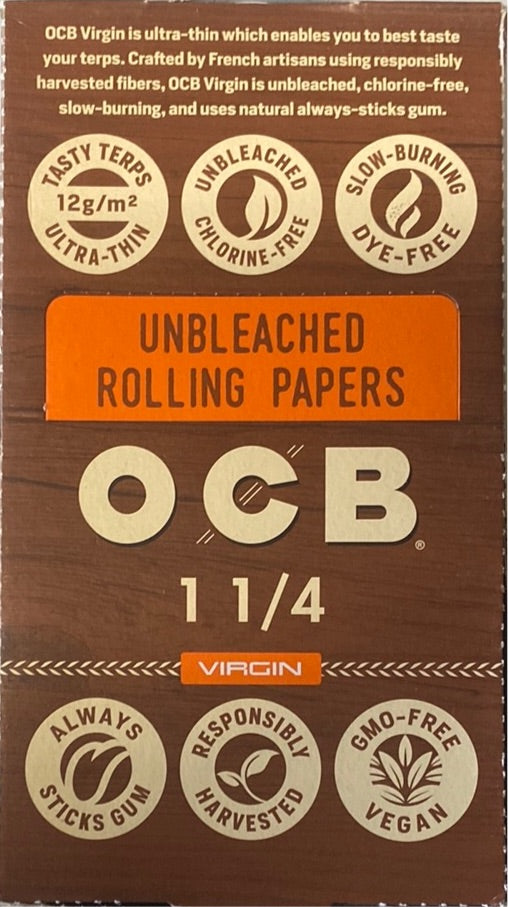 OCB Virgin is ultra-thin which enables you to best taste
your terps. Crafted by French artisans using responsibly
harvested fibers, OCB Virgin is unbleached, chlorine-free,
slow-burning, and uses natural always-sticks gum.
TASTY TERPS
12g/m²
ULTRA-THIN
UNBLEACHED
CHLORINE-FREE
SLOW-BURNING
DYE-FREE
UNBLEACHED
ROLLING PAPERS
OCB®
1 1/4
VIRGIN
ALWAYS
STICKS GUM
RESPONSIBLY
HARVESTED
GMO-FREE
VEGAN